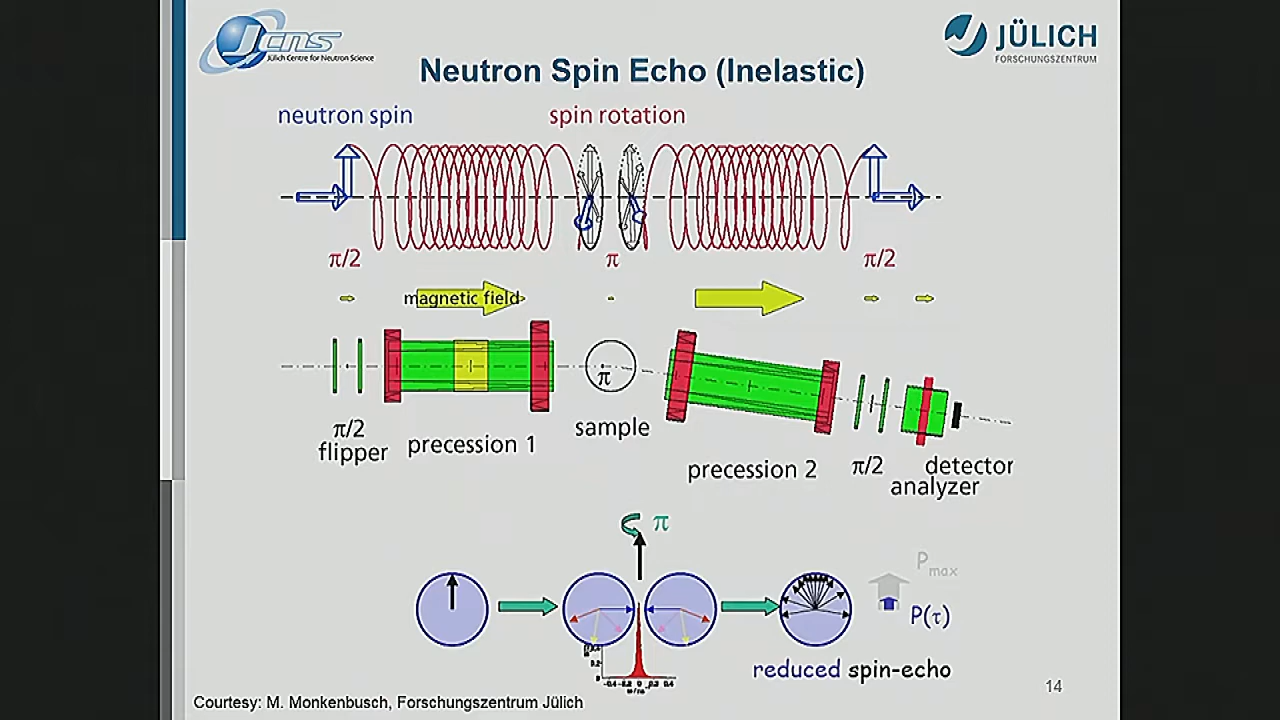 Jcns
Jülich Centre for Neutron Science
JÜLICH
FORSCHUNGSZENTRUM
Neutron Spin Echo (Inelastic)
neutron spin
spin rotation
π/2
π
π/2
magnetic field
π
π/2
flipper
precession 1
sample
precession 2
π/2
detector
analyzer
π
Pmax
P(τ)
reduced spin-echo
Courtesy: M. Monkenbusch, Forschungszentrum Jülich
14